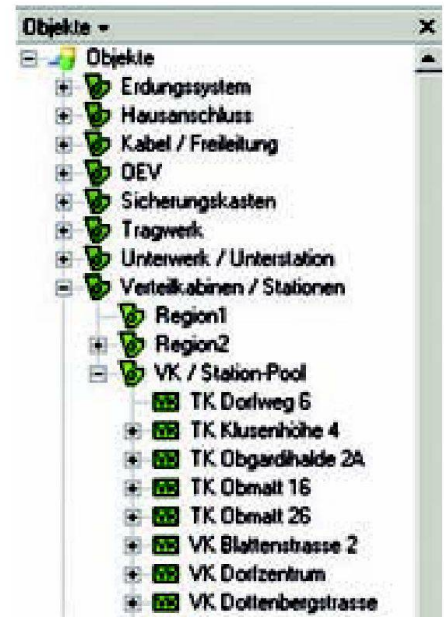 Objekte
Objekte
Erdungssystem
Hausanschluss
Kabel / Freileitung
OEV
Sicherungskasten
Tragwerk
Unterwerk / Unterstation
Verteilkabinen / Stationen
Region1
Region2
VK / Station-Pool
TK Dorfweg 6
TK Klusenhöhe 4
TK Obgardihalde 2A
TK Obmatt 16
TK Obmatt 26
VK Blattenstrasse 2
VK Dorfzentrum
VK Dottenbergstrasse